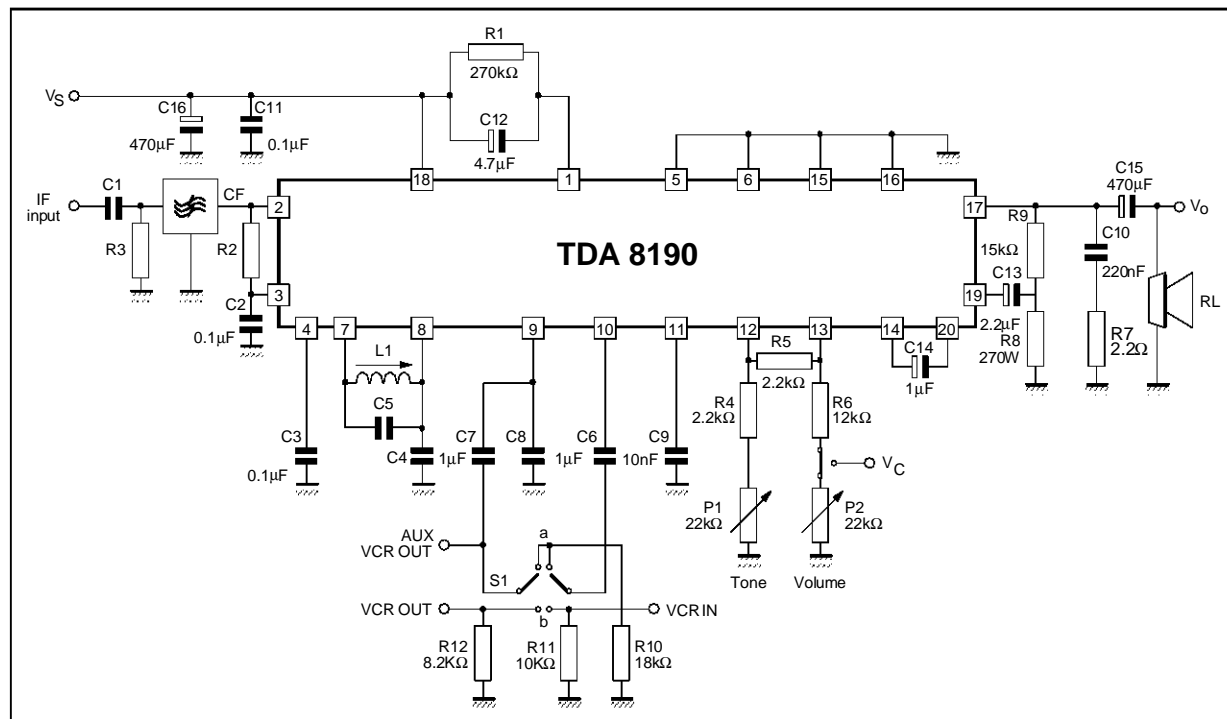 R1
270kΩ
VS
C16
C11
C12
470μF
0.1μF
4.7μF
18
1
5
6
15
16
C15
470μF
C1
CF
IF
input
2
17
Vo
R9
C10
R3
R2
TDA 8190
15kΩ
C13
220nF
3
19
RL
C2
0.1μF
4
7
8
9
10
11
12
13
14
20
2.2μF
R8
270W
R7
2.2Ω
L1
R5
2.2kΩ
C14
1μF
C5
R4
2.2kΩ
R6
12kΩ
C3
C7
C8
C6
C9
0.1μF
C4
1μF
1μF
10nF
VC
P1
22kΩ
P2
22kΩ
AUX
VCR OUT
a
S1
Tone
Volume
VCR OUT
VCR IN
b
R12
8.2KΩ
R11
10KΩ
R10
18kΩ